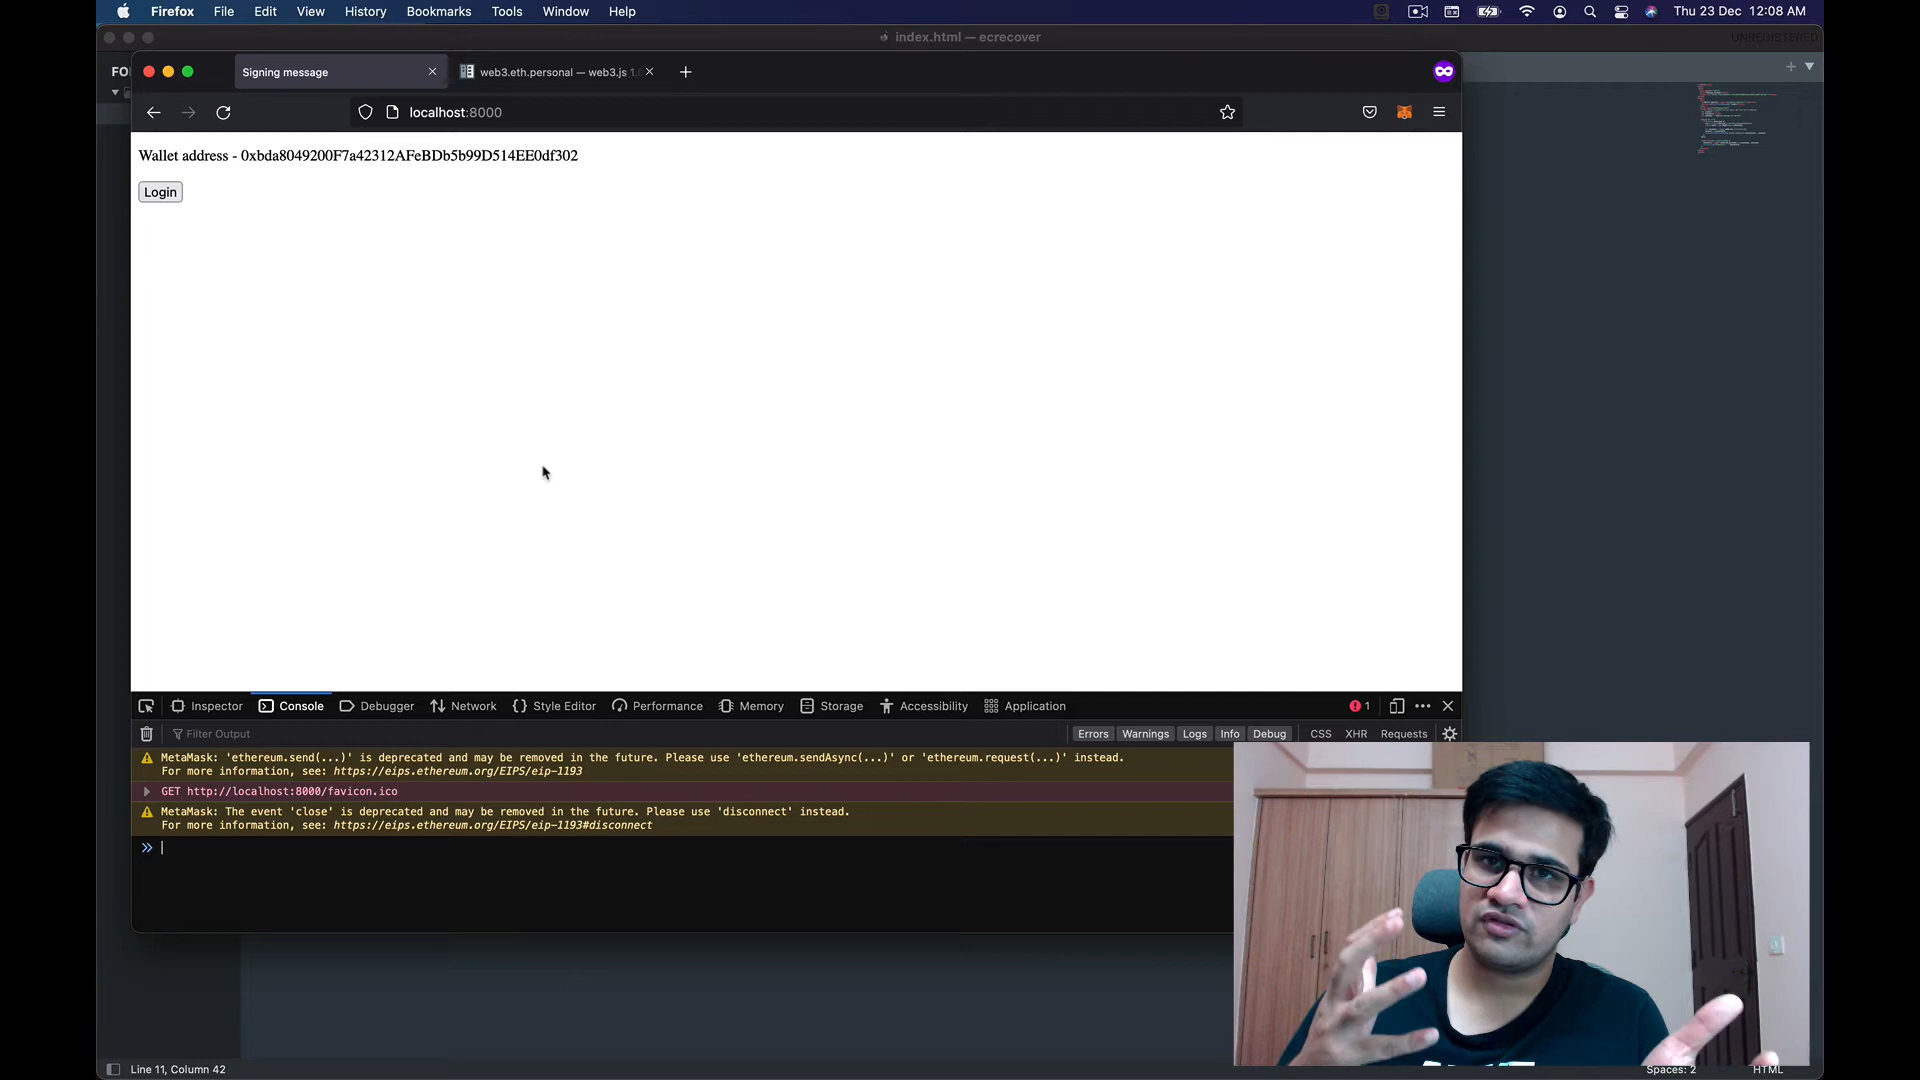 Firefox File Edit View History Bookmarks Tools Window Help Thu 23 Dec 12:08 AM
index.html — ecrecover UNREGISTERED
FO
Signing message web3.eth.personal — web3.js 1.
localhost:8000
Wallet address - 0xbda8049200F7a42312AFeBDb5b99D514EE0df302
Login
Inspector Console Debugger Network Style Editor Performance Memory Storage Accessibility Application 1
Filter Output Errors Warnings Logs Info Debug CSS XHR Requests
MetaMask: 'ethereum.send(...)' is deprecated and may be removed in the future. Please use 'ethereum.sendAsync(...)' or 'ethereum.request(...)' instead.
For more information, see: https://eips.ethereum.org/EIPS/eip-1193
GET http://localhost:8000/favicon.ico
MetaMask: The event 'close' is deprecated and may be removed in the future. Please use 'disconnect' instead.
For more information, see: https://eips.ethereum.org/EIPS/eip-1193#disconnect
»
Line 11, Column 42 Spaces: 2 HTML